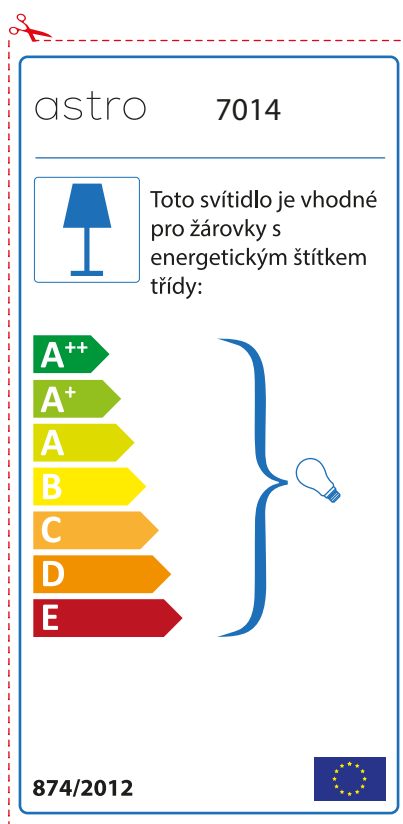 astro 7014
Toto svítidlo je vhodné
pro žárovky s
energetickým štítkem
třídy:
A++
A+
A
B
C
D
E
874/2012